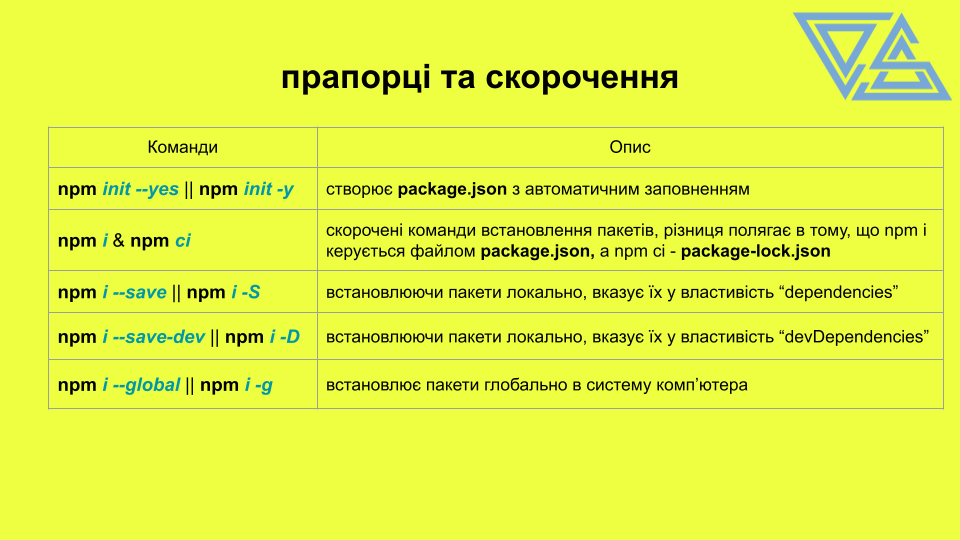 прапорці та скорочення
Команди
Опис
npm init --yes || npm init -y
створює package.json з автоматичним заповненням
npm i & npm ci
скорочені команди встановлення пакетів, різниця полягає в тому, що npm i
керується файлом package.json, а npm ci - package-lock.json
npm i --save || npm i -S
встановлюючи пакети локально, вказує їх у властивість “dependencies”
npm i --save-dev || npm i -D
встановлюючи пакети локально, вказує їх у властивість “devDependencies”
npm i --global || npm i -g
встановлює пакети глобально в систему комп’ютера